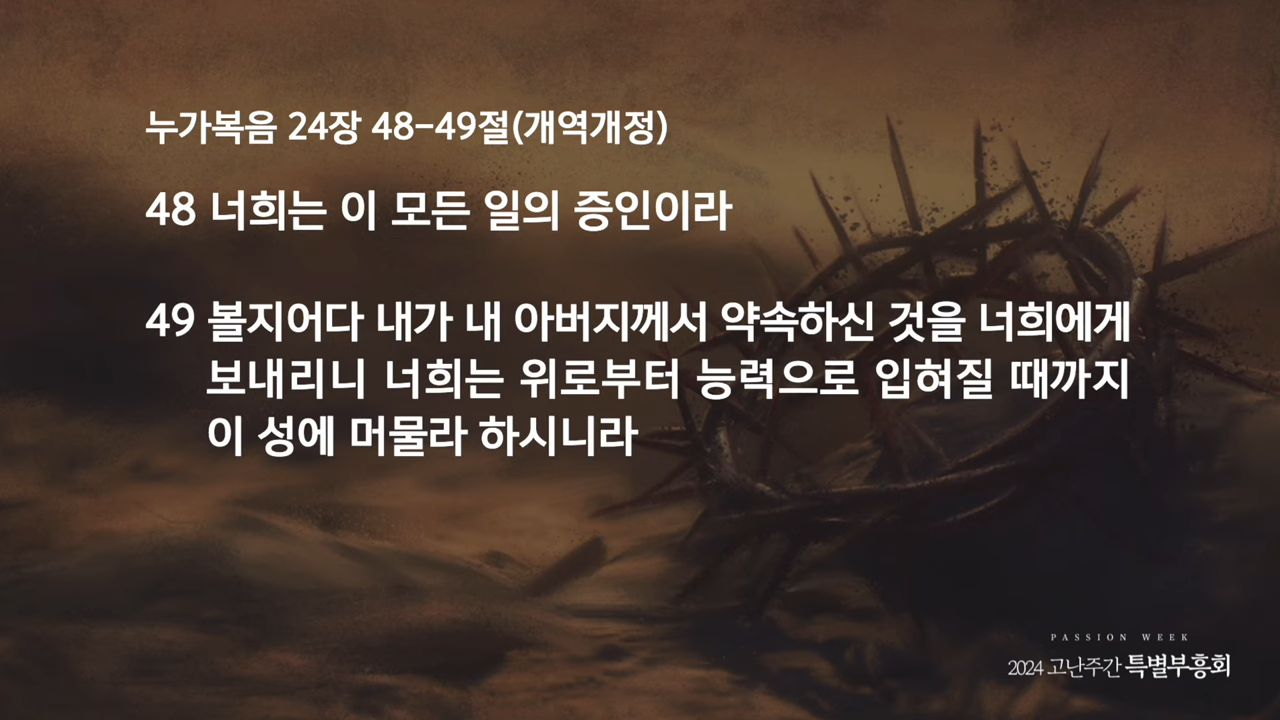 누가복음 24장 48-49절(개역개정)
48 너희는 이 모든 일의 증인이라
49 볼지어다 내가 내 아버지께서 약속하신 것을 너희에게
보내리니 너희는 위로부터 능력으로 입혀질 때까지
이 성에 머물라 하시니라
PASSION WEEK
2024 고난주간 특별부흥회